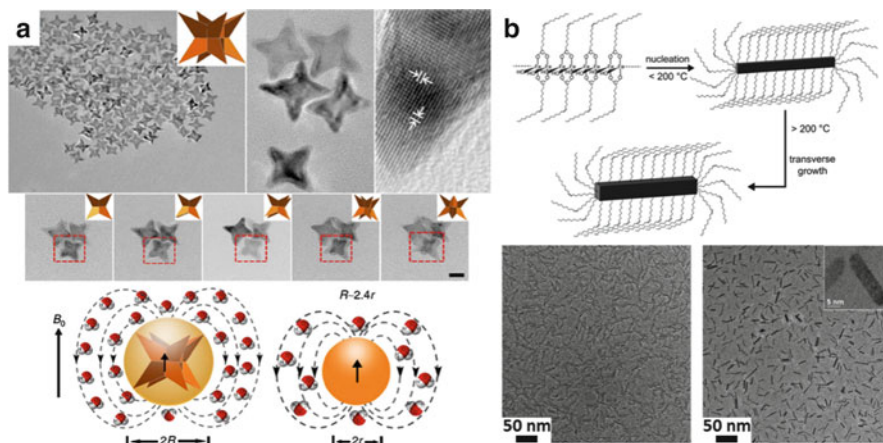 a
B₀
2R
R~2.4r
2r
b
nucleation
< 200 °C
> 200 °C
transverse
growth
5 nm
50 nm
50 nm